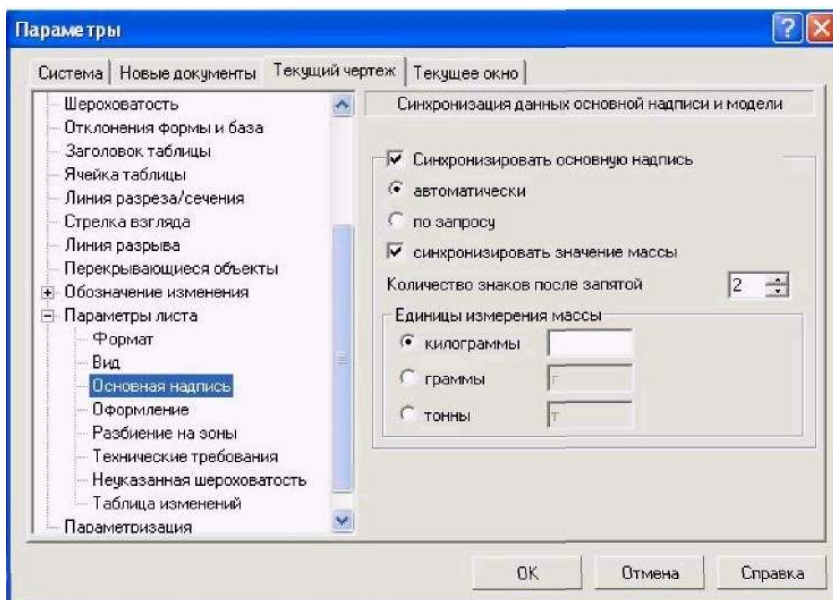 Параметры
Система
Новые документы
Текущий чертеж
Текущее окно
Шероховатость
Отклонения формы и база
Заголовок таблицы
Ячейка таблицы
Линия разреза/сечения
Стрелка взгляда
Линия разрыва
Перекрывающиеся объекты
Обозначение изменения
Параметры листа
Формат
Вид
Основная надпись
Оформление
Разбиение на зоны
Технические требования
Неуказанная шероховатость
Таблица изменений
Параметризация
Синхронизация данных основной надписи и модели
Синхронизировать основную надпись
автоматически
по запросу
синхронизировать значение массы
Количество знаков после запятой 2
Единицы измерения массы
килограммы
граммы г
тонны т
OK
Отмена
Справка